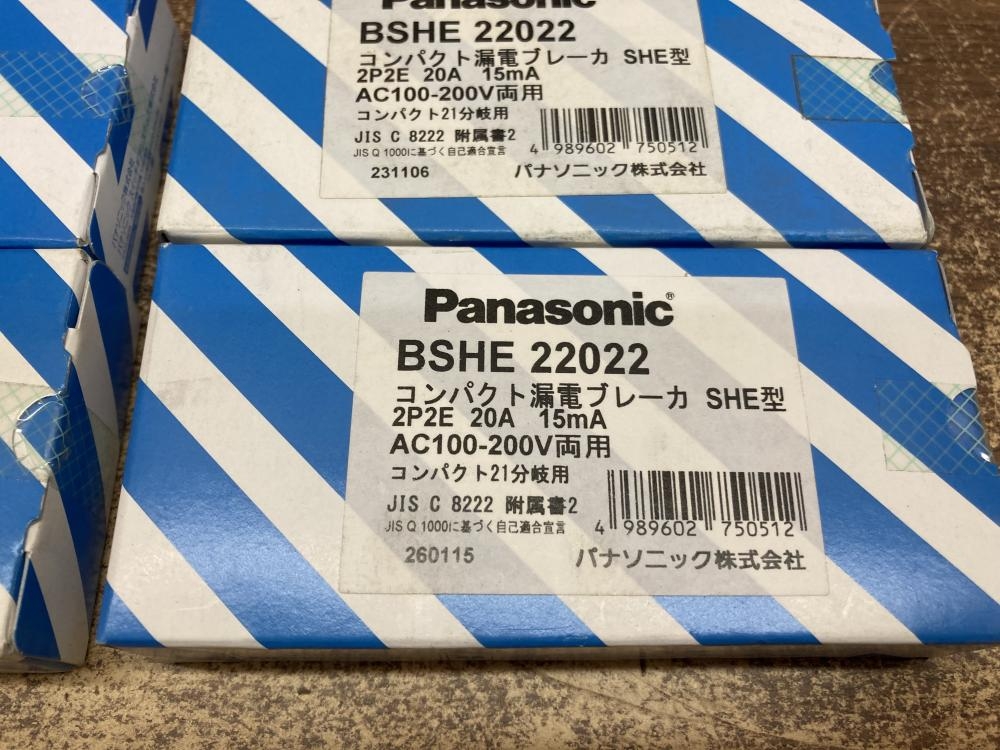 Panasonic
BSHE 22022
コンパクト漏電ブレーカ SHE型
2P2E 20A 15mA
AC100-200V両用
コンパクト21分岐用
JIS C 8222 附属書2
JIS Q 1000に基づく自己適合宣言
4 989602 750512
231106 パナソニック株式会社
Panasonic®
BSHE 22022
コンパクト漏電ブレーカ SHE型
2P2E 20A 15mA
AC100-200V両用
コンパクト21分岐用
JIS C 8222 附属書2
JIS Q 1000に基づく自己適合宣言
4 989602 750512
260115 パナソニック株式会社